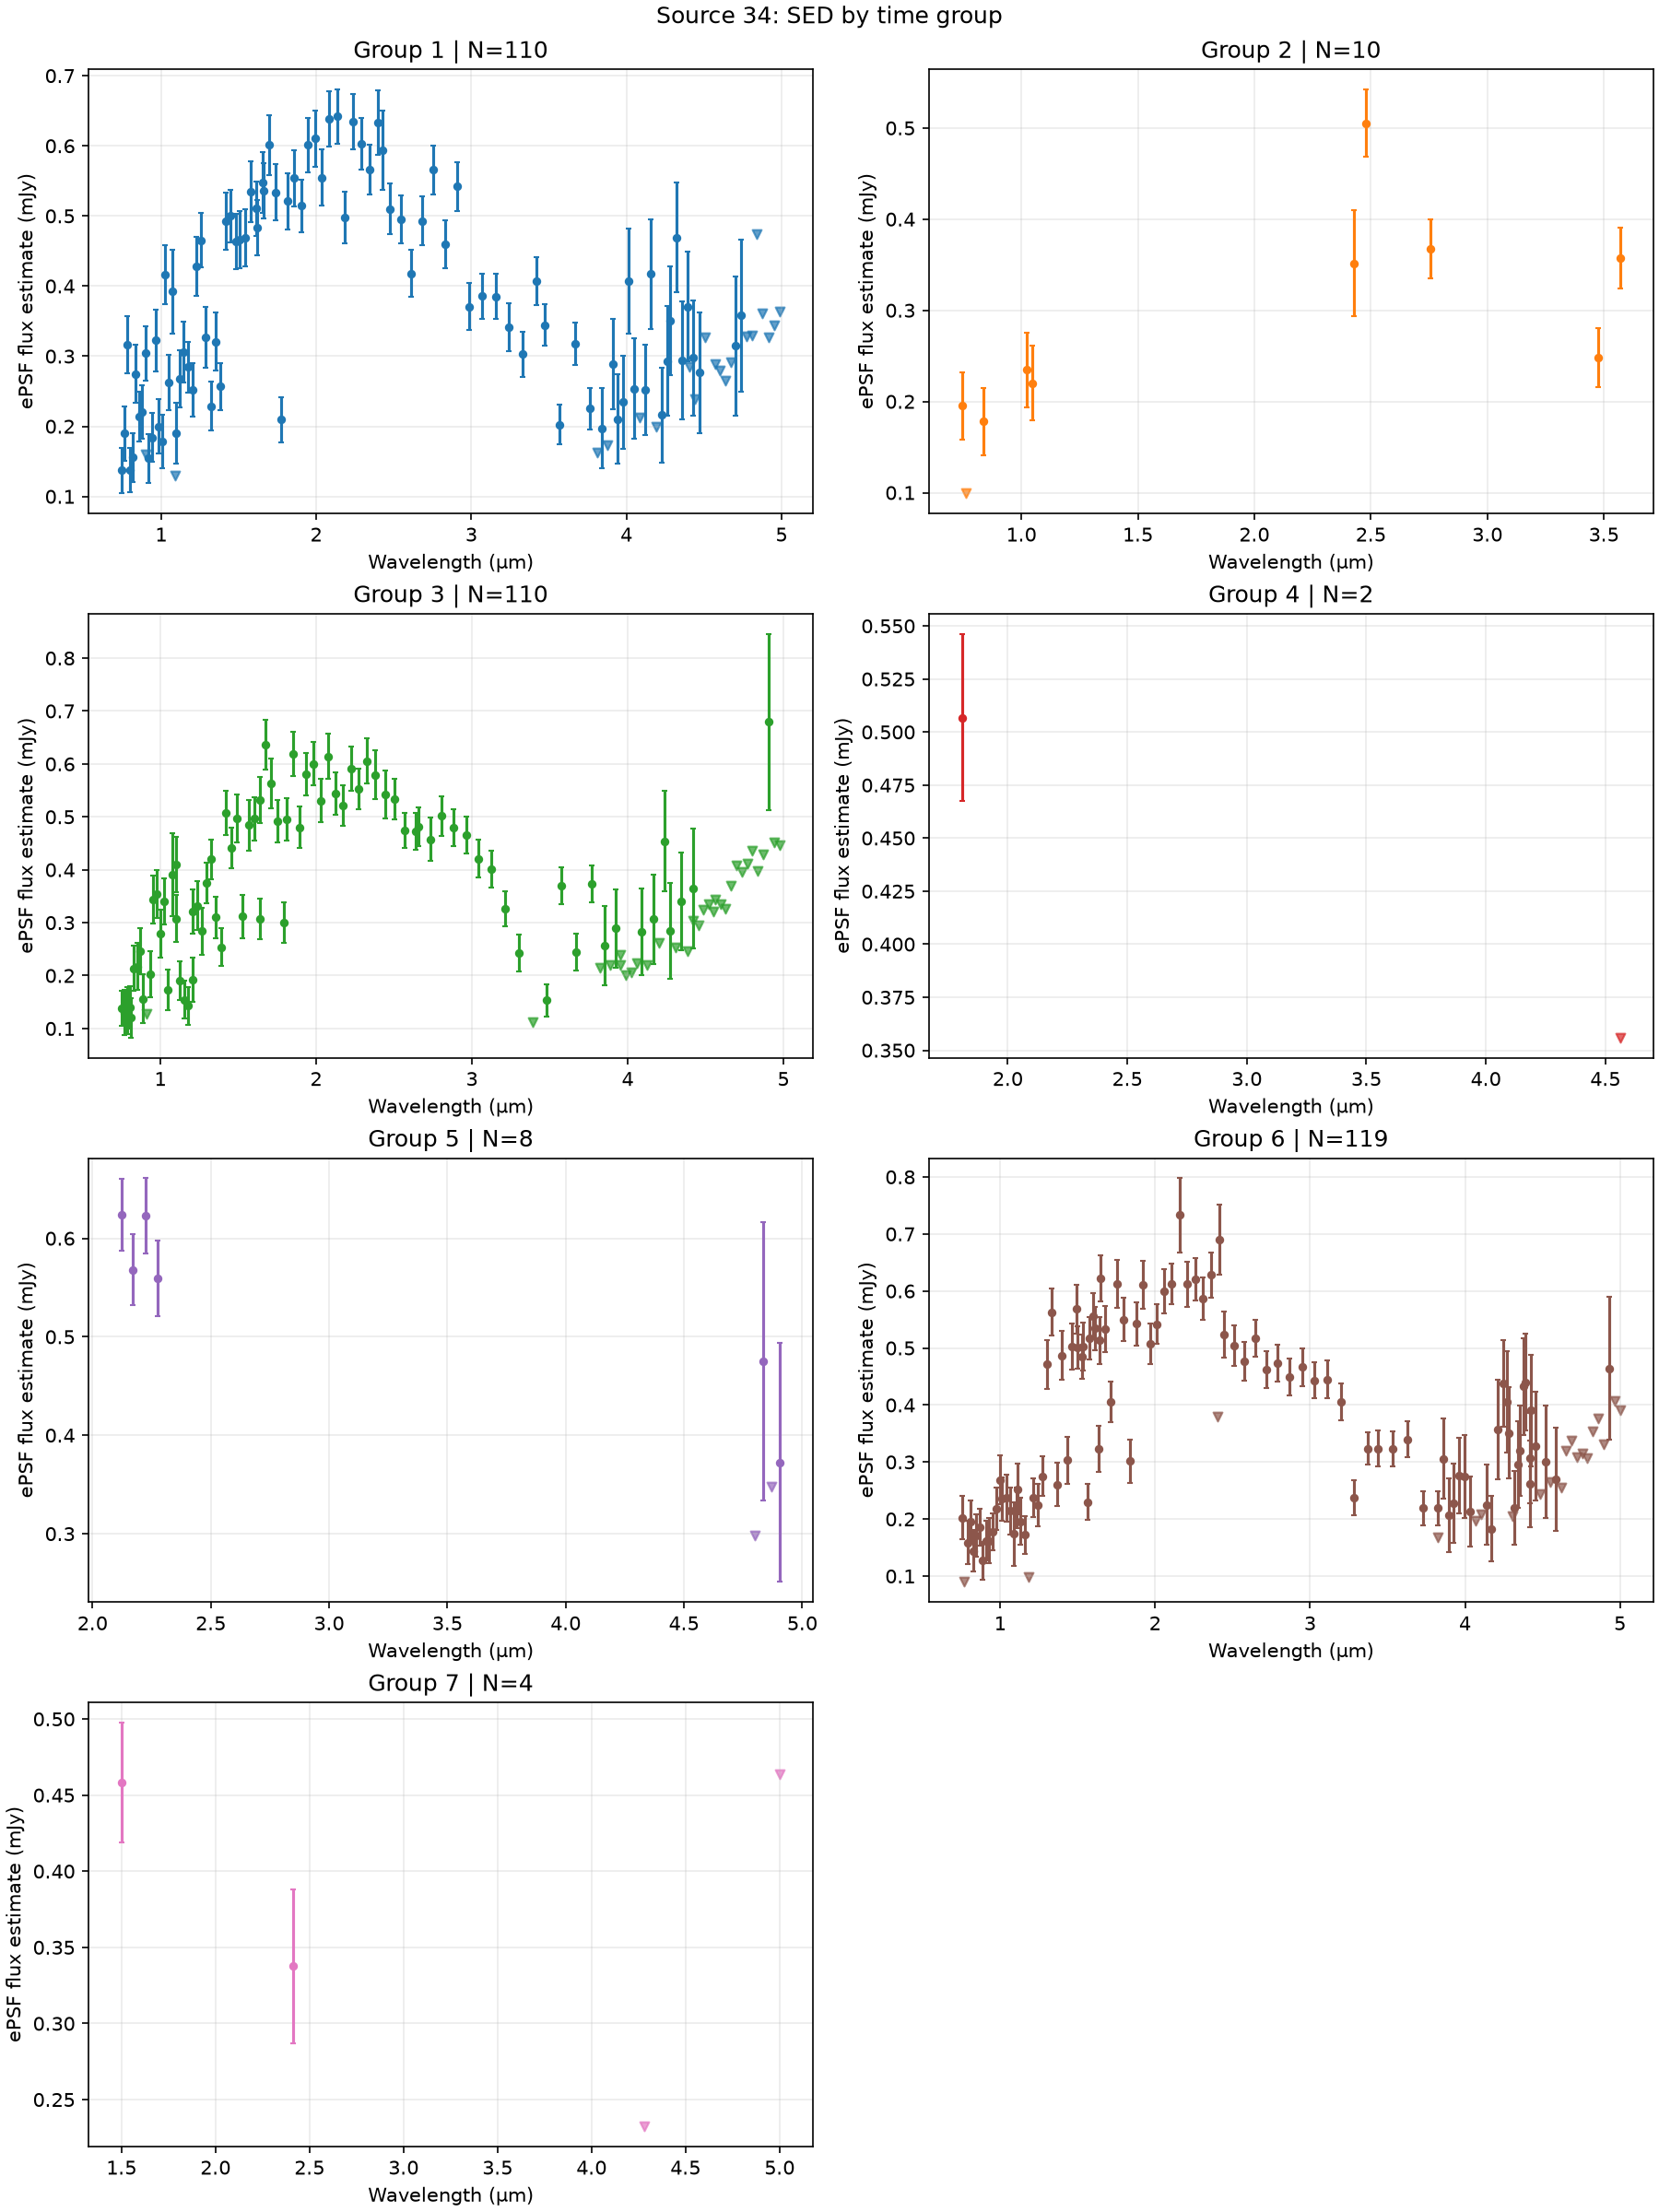 Source 34: SED by time group
Group 1 | N=110
ePSF flux estimate (mJy)
0.7
0.6
0.5
0.4
0.3
0.2
0.1
1 2 3 4 5
Wavelength (µm)
Group 2 | N=10
ePSF flux estimate (mJy)
0.5
0.4
0.3
0.2
0.1
1.0 1.5 2.0 2.5 3.0 3.5
Wavelength (µm)
Group 3 | N=110
ePSF flux estimate (mJy)
0.8
0.7
0.6
0.5
0.4
0.3
0.2
0.1
1 2 3 4 5
Wavelength (µm)
Group 4 | N=2
ePSF flux estimate (mJy)
0.550
0.525
0.500
0.475
0.450
0.425
0.400
0.375
0.350
2.0 2.5 3.0 3.5 4.0 4.5
Wavelength (µm)
Group 5 | N=8
ePSF flux estimate (mJy)
0.6
0.5
0.4
0.3
2.0 2.5 3.0 3.5 4.0 4.5 5.0
Wavelength (µm)
Group 6 | N=119
ePSF flux estimate (mJy)
0.8
0.7
0.6
0.5
0.4
0.3
0.2
0.1
1 2 3 4 5
Wavelength (µm)
Group 7 | N=4
ePSF flux estimate (mJy)
0.50
0.45
0.40
0.35
0.30
0.25
1.5 2.0 2.5 3.0 3.5 4.0 4.5 5.0
Wavelength (µm)